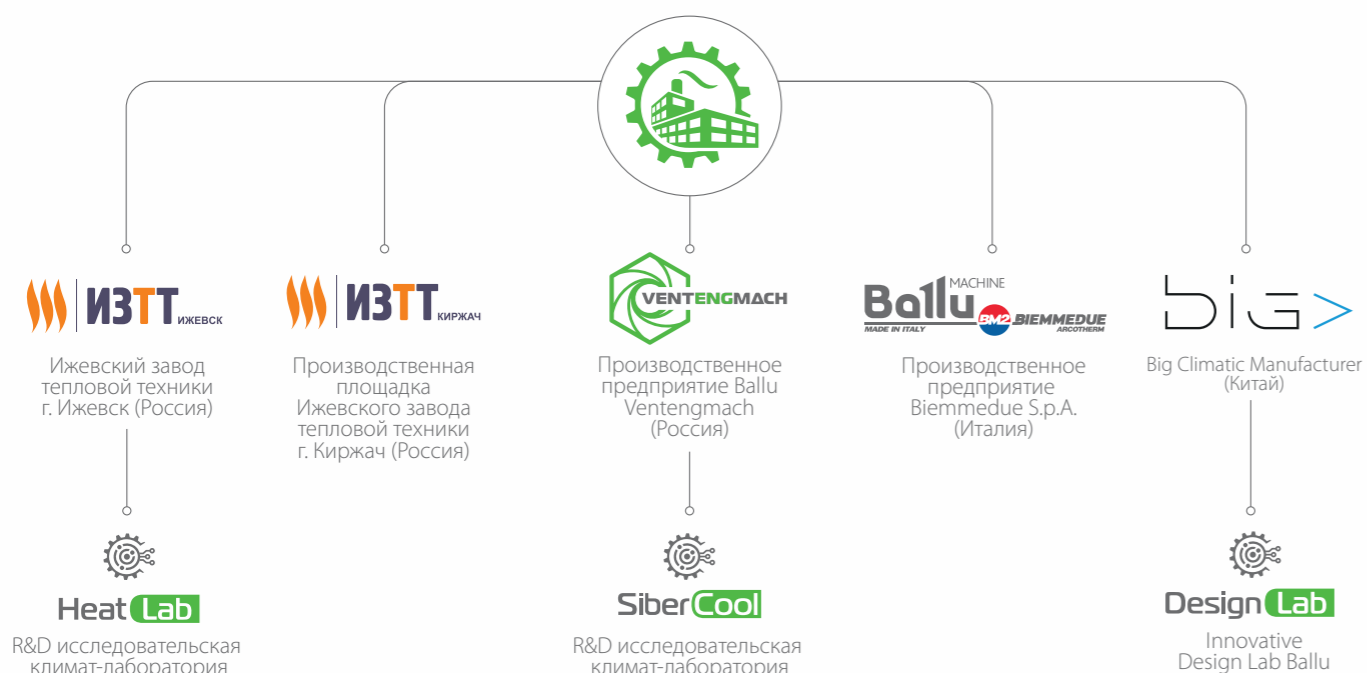 ИЗТТ ИЖЕВСК
Ижевский завод
тепловой техники
г. Ижевск (Россия)
ИЗТТ КИРЖАЧ
Производственная
площадка
Ижевского завода
тепловой техники
г. Киржач (Россия)
VENTENGMACH
Производственное
предприятие Ballu
Ventengmach
(Россия)
MACHINE
Ballu
MADE IN ITALY
BM2 BIEMMEDUE
ARCOTHERM
Производственное
предприятие
Biemmedue S.p.A.
(Италия)
big
Big Climatic Manufacturer
(Китай)
Heat Lab
R&D исследовательская
климат-лаборатория
SiberCool
R&D исследовательская
климат-лаборатория
Design Lab
Innovative
Design Lab Ballu